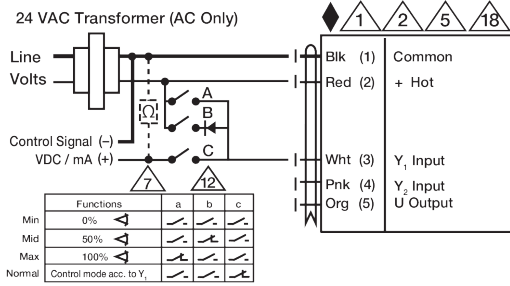 24 VAC Transformer (AC Only)
1 2 5 18
Line
Volts
Blk (1) Common
Red (2) + Hot
A
Ω
B
Control Signal (–)
C
VDC / mA (+)
Wht (3) Y1 Input
Pnk (4) Y2 Input
Org (5) U Output
7 12
Functions a b c
Min 0%
Mid 50%
Max 100%
Normal Control mode acc. to Y1